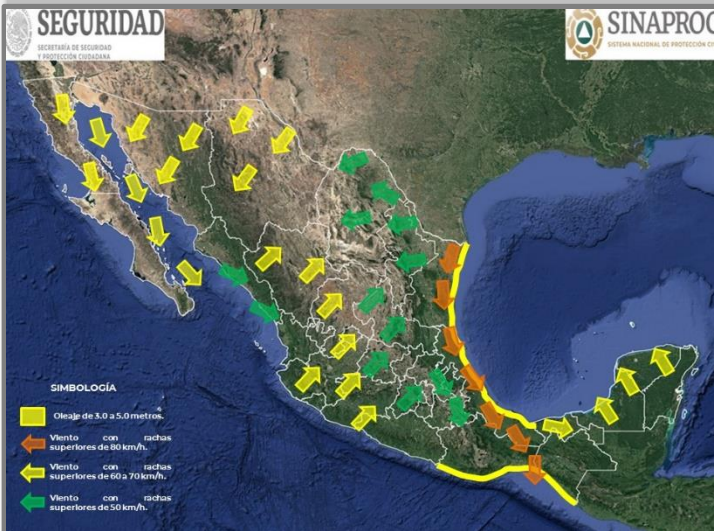 SEGURIDAD
SECRETARÍA DE SEGURIDAD
Y PROTECCIÓN CIUDADANA
SINAPROC
SISTEMA NACIONAL DE PROTECCIÓN CI
SIMBOLOGÍA
Oleaje de 3.0 a 5.0 metros.
Viento con rachas
superiores de 80 km/h.
Viento con rachas
superiores de 60 a 70 km/h.
Viento con rachas
superiores de 50 km/h.